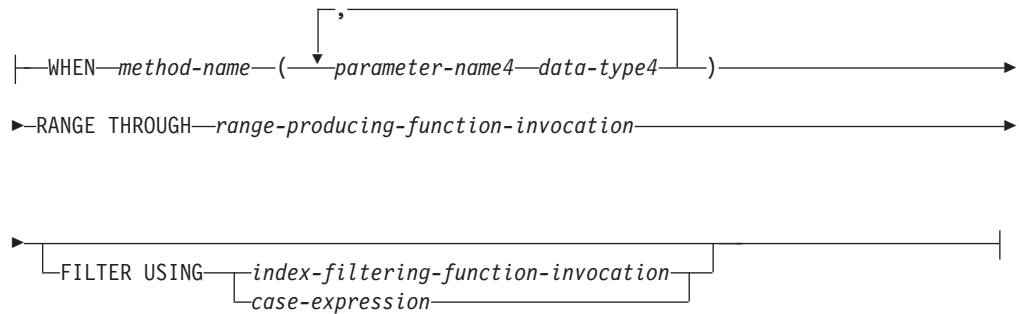 ,
WHEN method-name ( parameter-name4 data-type4 )
RANGE THROUGH range-producing-function-invocation
FILTER USING index-filtering-function-invocation
case-expression